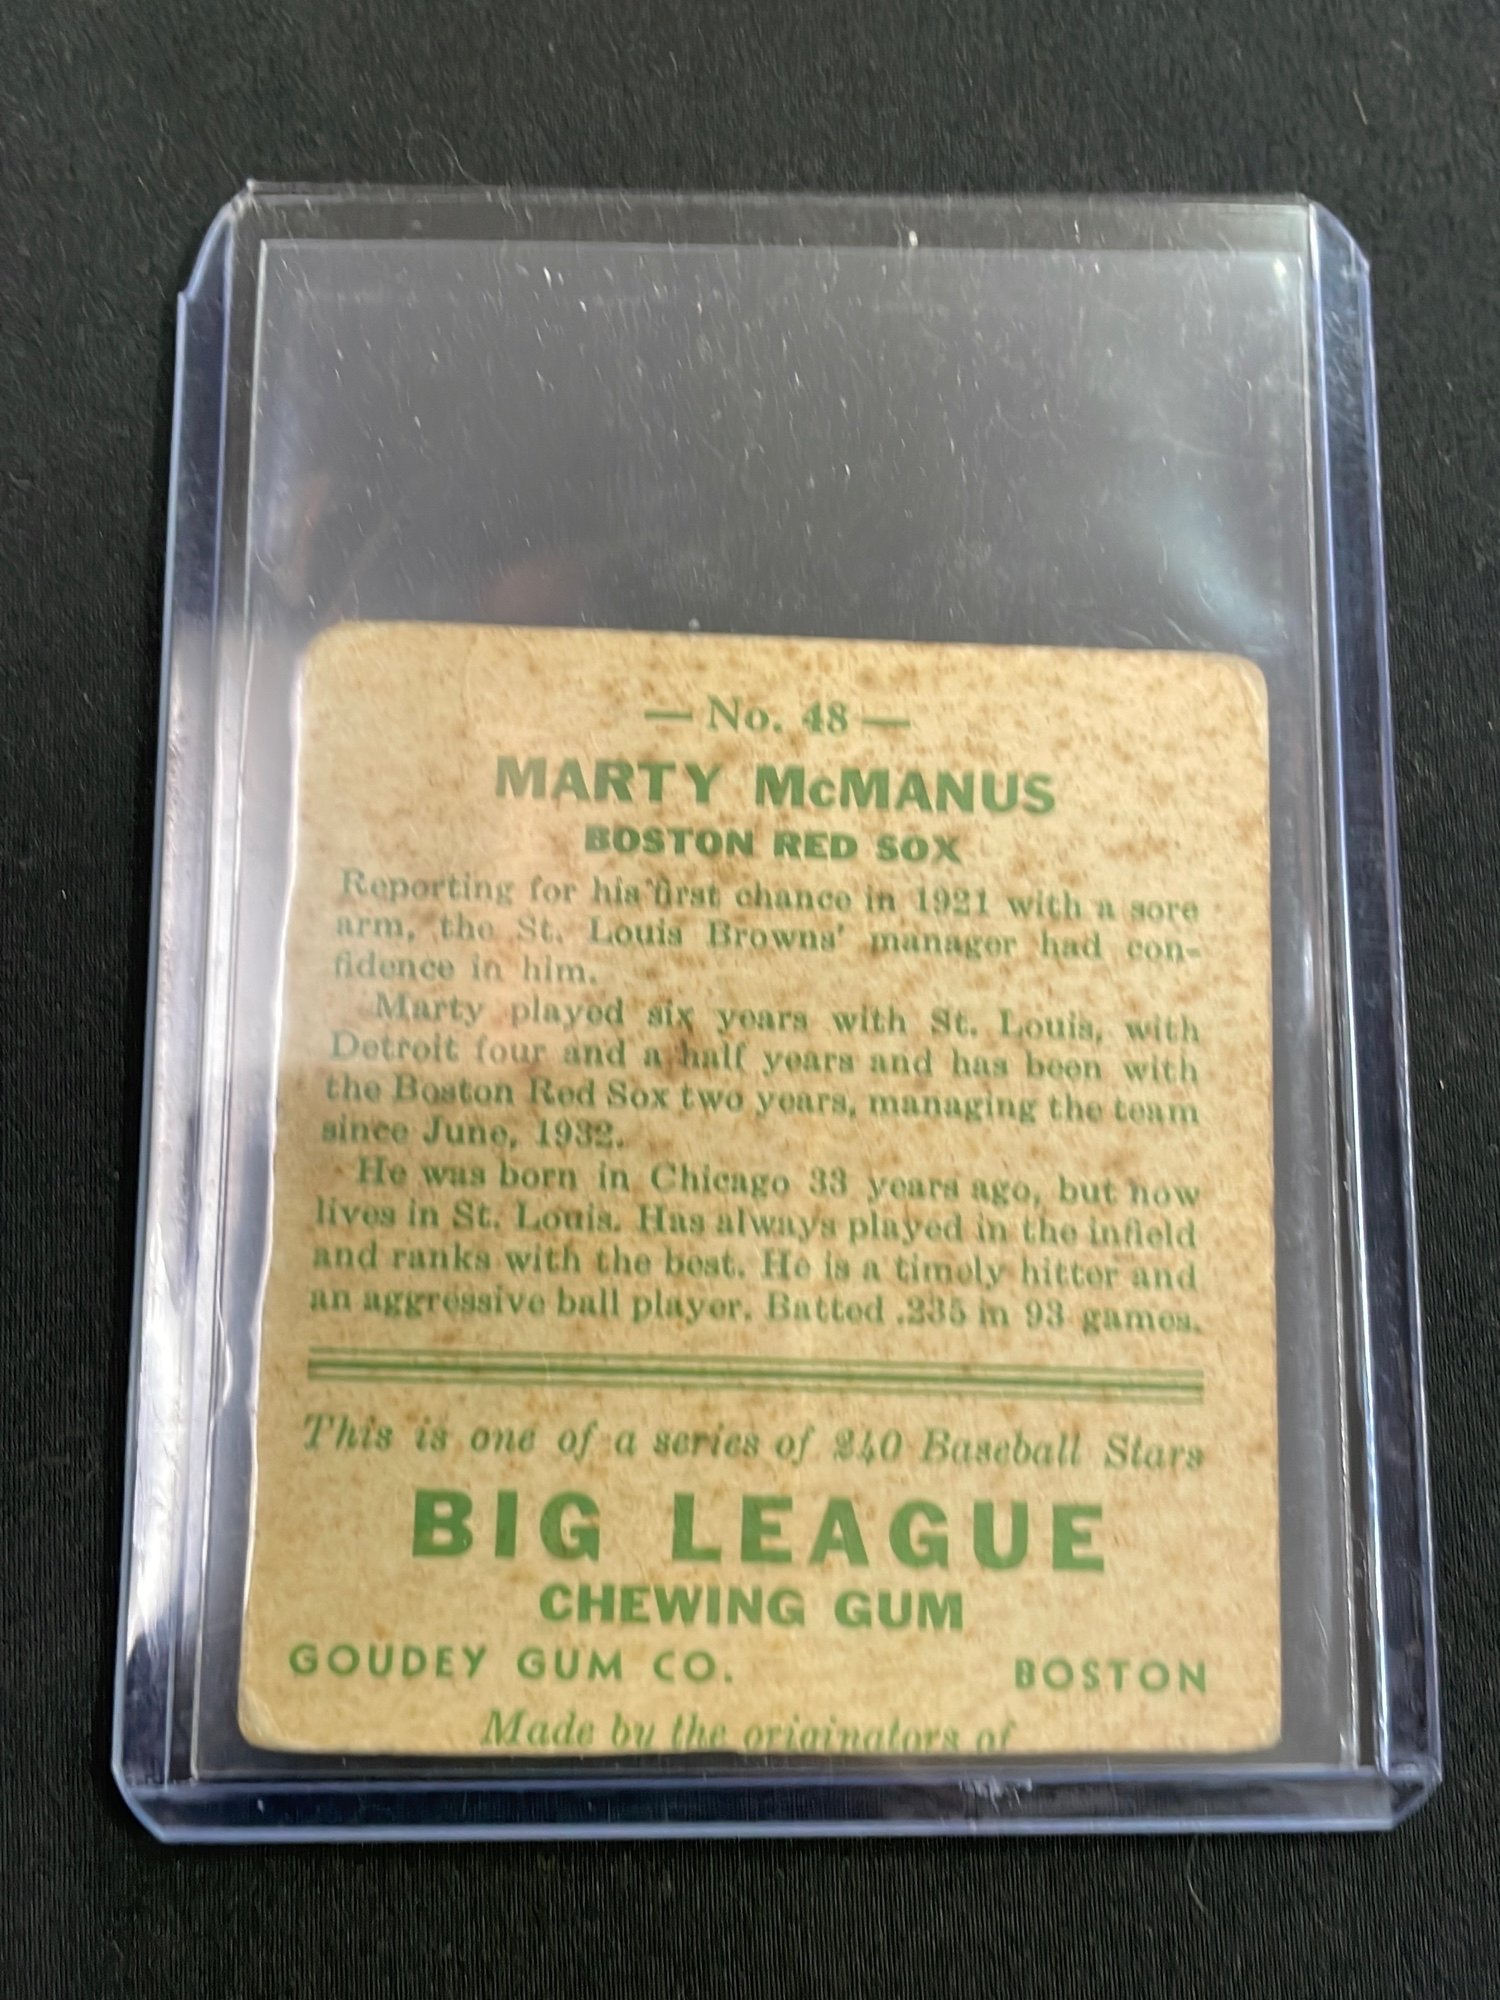 — No. 48 —
MARTY McMANUS
BOSTON RED SOX
Reporting for his first chance in 1921 with a sore
arm, the St. Louis Browns' manager had con-
fidence in him.
Marty played six years with St. Louis, with
Detroit four and a half years and has been with
the Boston Red Sox two years, managing the team
since June, 1932.
He was born in Chicago 33 years ago, but now
lives in St. Louis. Has always played in the infield
and ranks with the best. He is a timely hitter and
an aggressive ball player. Batted .235 in 93 games.
This is one of a series of 240 Baseball Stars
BIG LEAGUE
CHEWING GUM
GOUDEY GUM CO. BOSTON
Made by the originators of